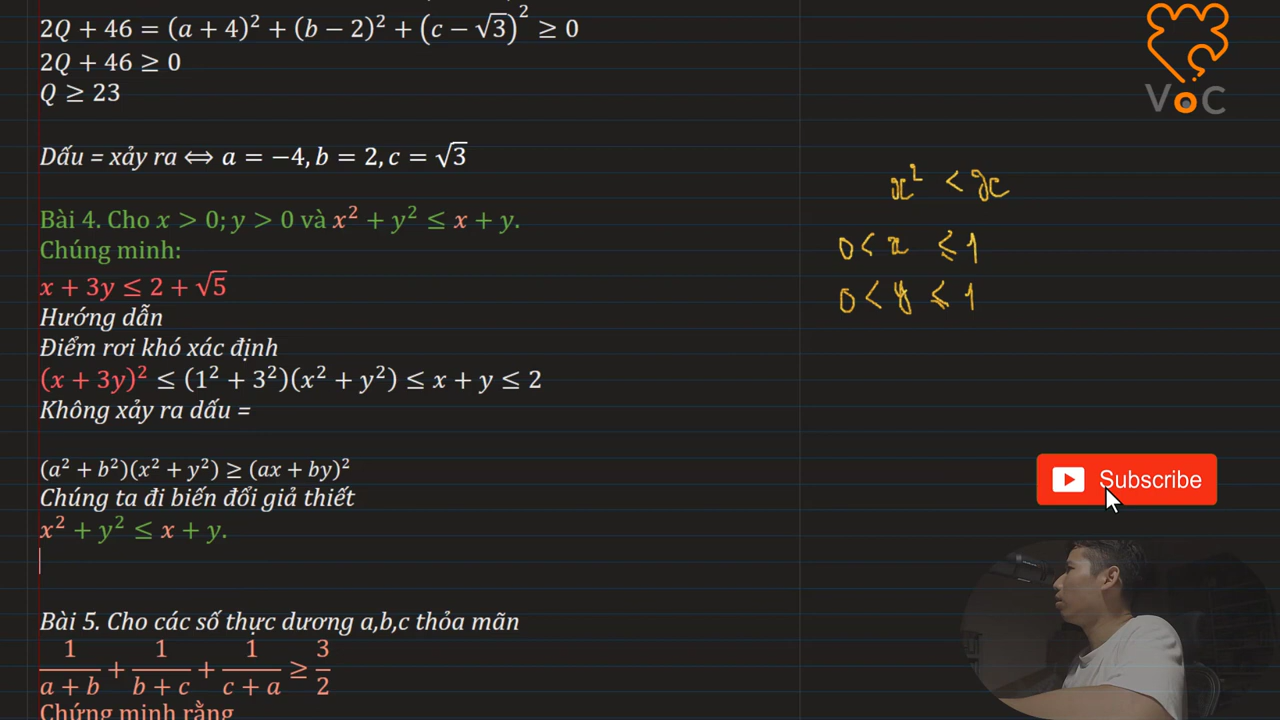 2Q + 46 = (a + 4)² + (b − 2)² + (c − √3)² ≥ 0
2Q + 46 ≥ 0
Q ≥ 23
Dấu = xảy ra ⟺ a = −4, b = 2, c = √3
Bài 4. Cho x > 0; y > 0 và x² + y² ≤ x + y.
Chúng minh:
x + 3y ≤ 2 + √5
Hướng dẫn
Điểm rơi khó xác định
(x + 3y)² ≤ (1² + 3²)(x² + y²) ≤ x + y ≤ 2
Không xảy ra dấu =
(a² + b²)(x² + y²) ≥ (ax + by)²
Chúng ta đi biến đổi giả thiết
x² + y² ≤ x + y.
Bài 5. Cho các số thực dương a,b,c thỏa mãn
1/(a + b) + 1/(b + c) + 1/(c + a) ≥ 3/2
Chứng minh rằng
VOC
x² < x
0 < x ≤ 1
0 < y ≤ 1
Subscribe